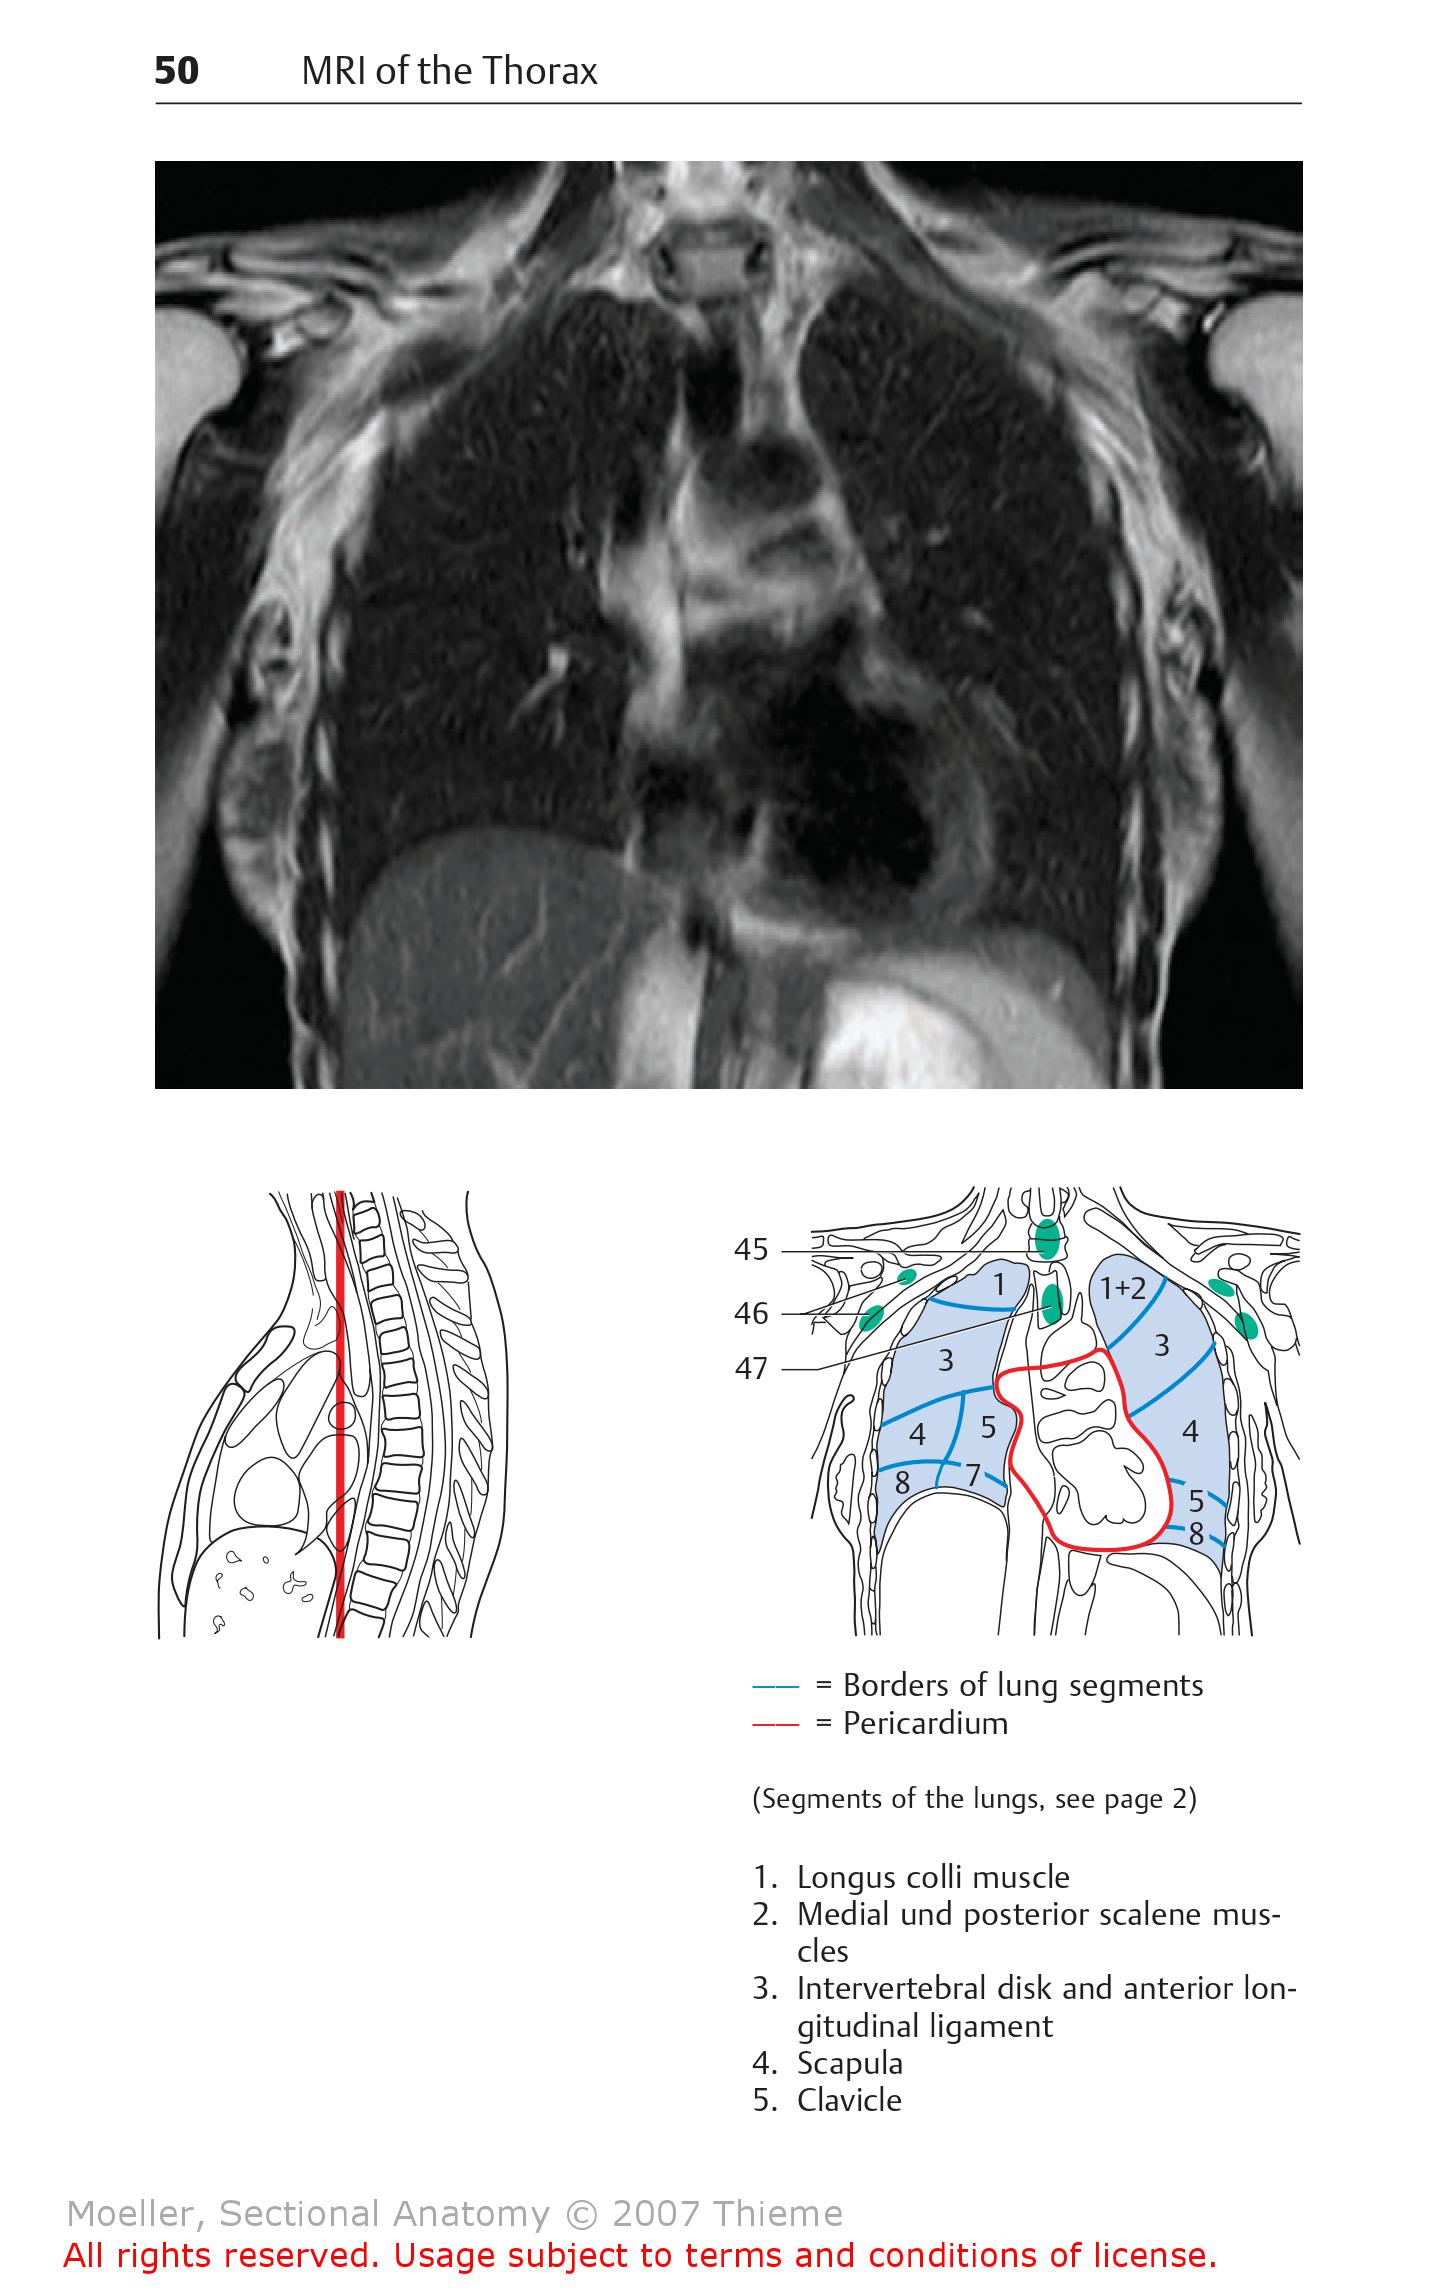 50 MRI of the Thorax
45
46
47
1
1+2
3
3
4
5
4
8
7
5
8
—— = Borders of lung segments
—— = Pericardium
(Segments of the lungs, see page 2)
1. Longus colli muscle
2. Medial und posterior scalene mus-
cles
3. Intervertebral disk and anterior lon-
gitudinal ligament
4. Scapula
5. Clavicle
Moeller, Sectional Anatomy © 2007 Thieme
All rights reserved. Usage subject to terms and conditions of license.